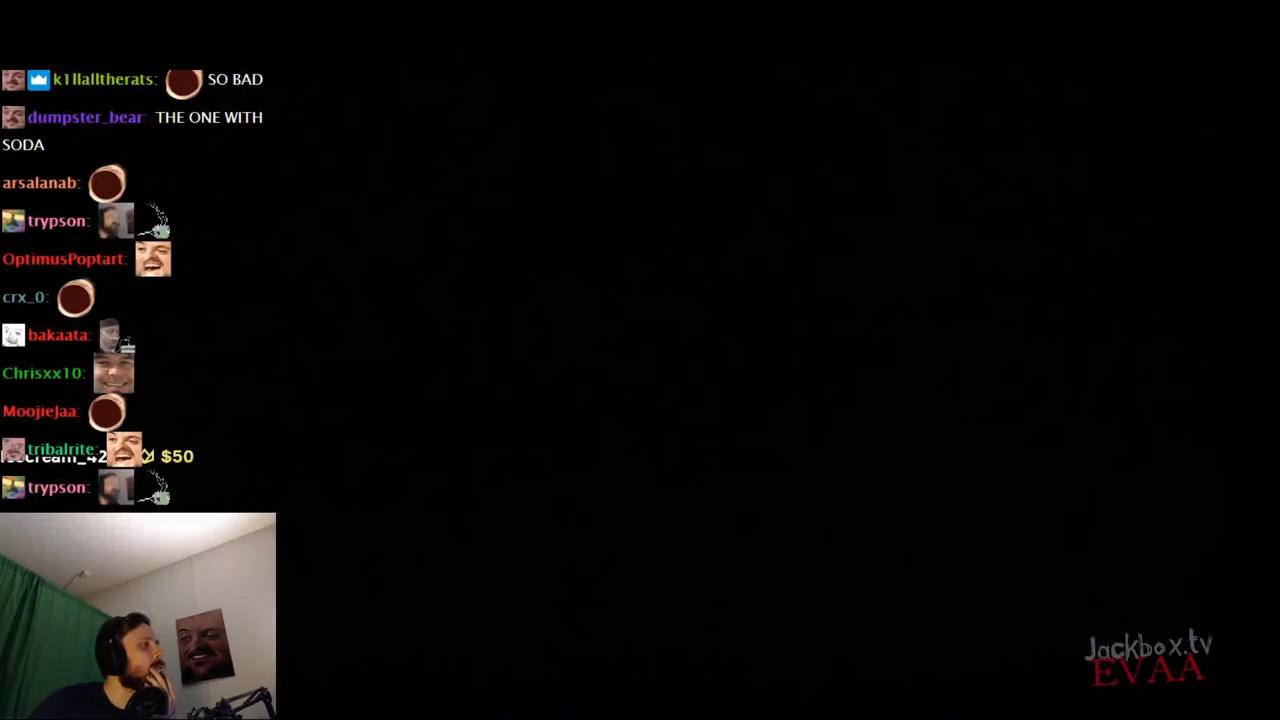 k1llalltherats: SO BAD
dumpster_bear: THE ONE WITH
SODA
arsalanab:
trypson:
OptimusPoptart:
crx_0:
bakaata:
Chrisxx10:
MoojieJaa:
tribalrite:
$50
trypson:
Jackbox.tv
EVAA